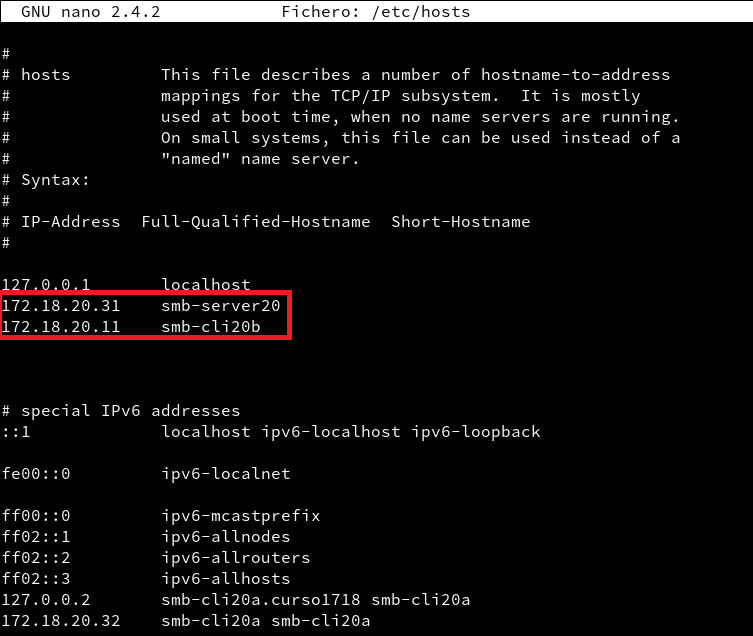 GNU nano 2.4.2 Fichero: /etc/hosts
#
# hosts This file describes a number of hostname-to-address
# mappings for the TCP/IP subsystem. It is mostly
# used at boot time, when no name servers are running.
# On small systems, this file can be used instead of a
# "named" name server.
# Syntax:
#
# IP-Address Full-Qualified-Hostname Short-Hostname
#
127.0.0.1 localhost
172.18.20.31 smb-server20
172.18.20.11 smb-cli20b
# special IPv6 addresses
::1 localhost ipv6-localhost ipv6-loopback
fe00::0 ipv6-localnet
ff00::0 ipv6-mcastprefix
ff02::1 ipv6-allnodes
ff02::2 ipv6-allrouters
ff02::3 ipv6-allhosts
127.0.0.2 smb-cli20a.curso1718 smb-cli20a
172.18.20.32 smb-cli20a smb-cli20a